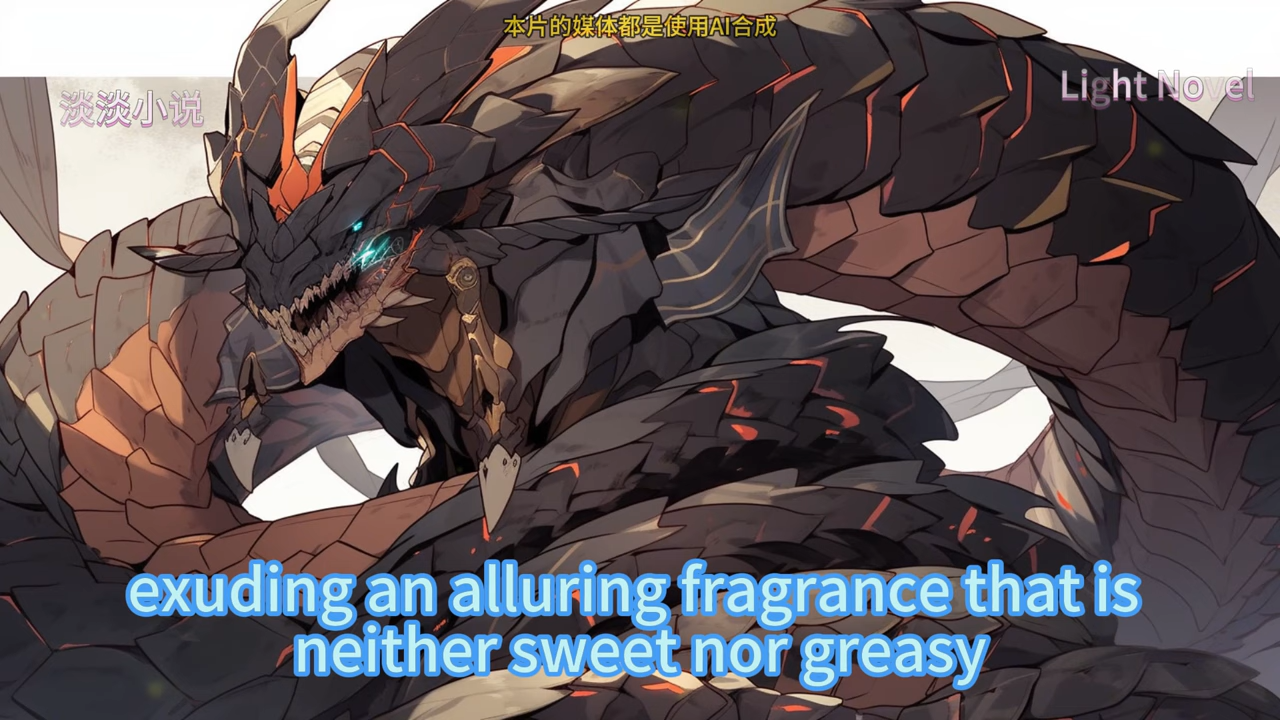 本片的媒体都是使用AI合成
淡淡小说
Light Novel
exuding an alluring fragrance that is
neither sweet nor greasy